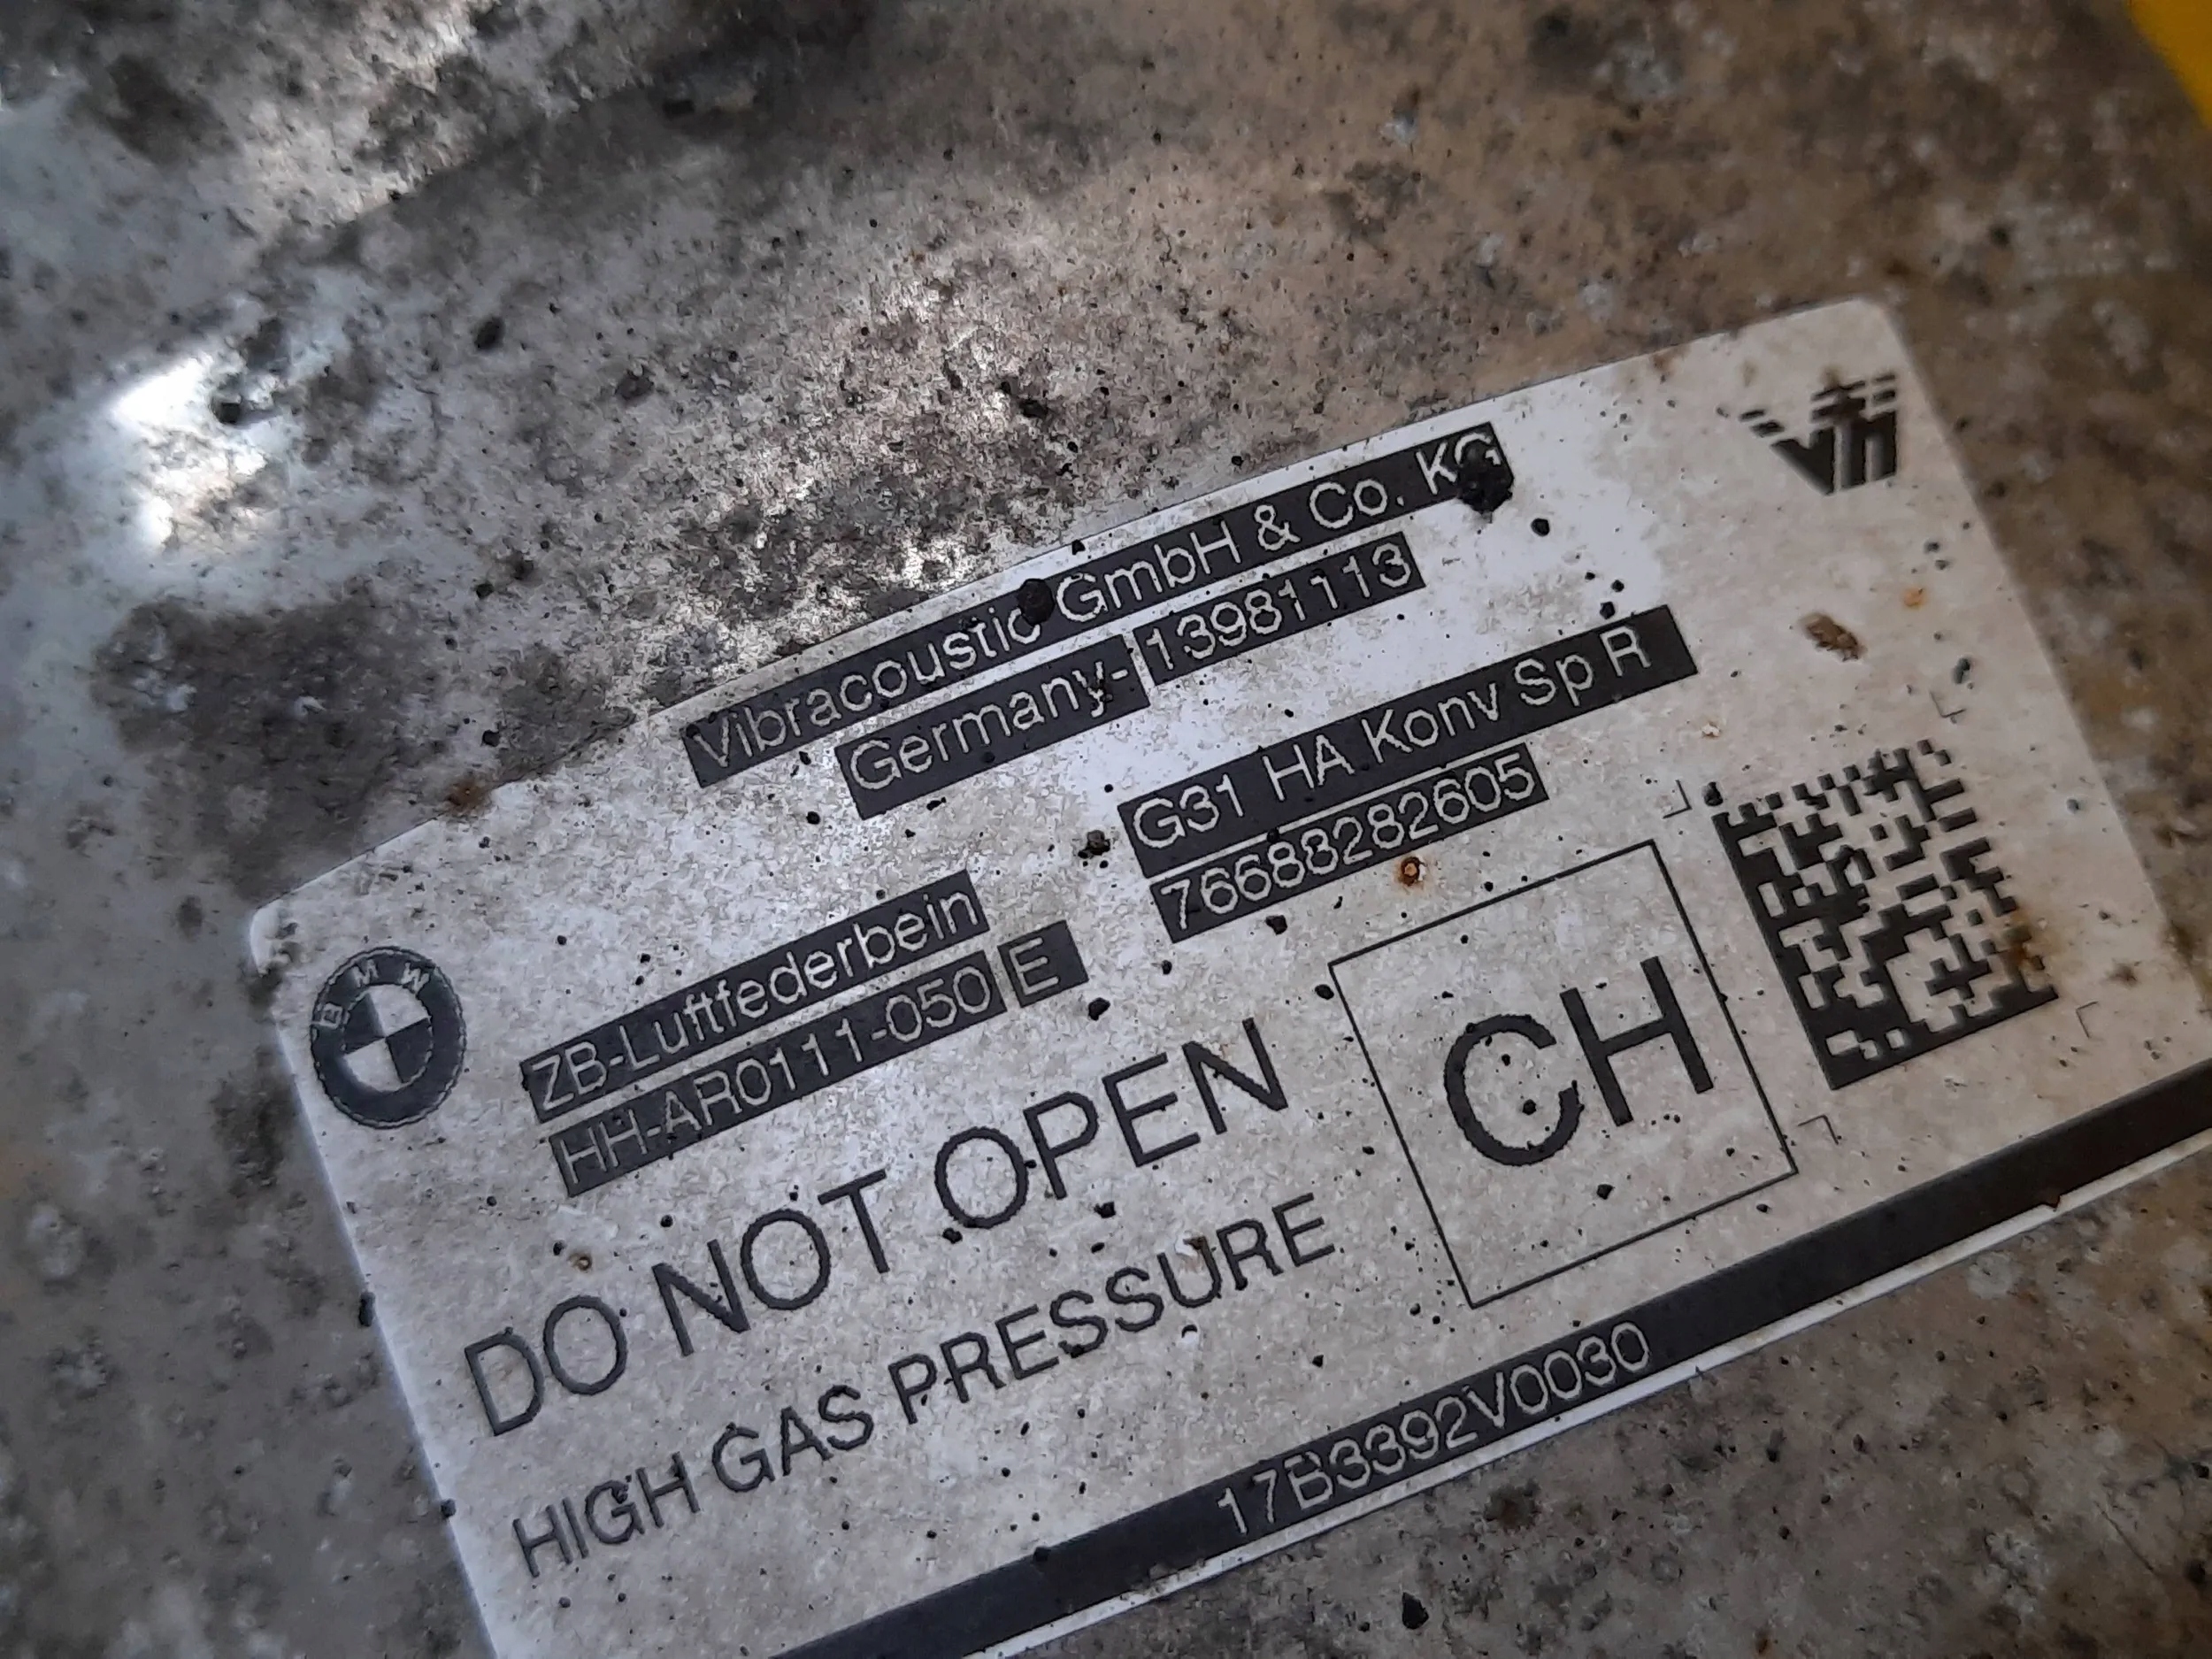 Vibracoustic GmbH & Co. KG
Germany-13981113
G31 HA Konv Sp R
76688282605
ZB-Luftfederbein
HH-AR0111-050 E
BMW
DO NOT OPEN
HIGH GAS PRESSURE
CH
17B3392V0030